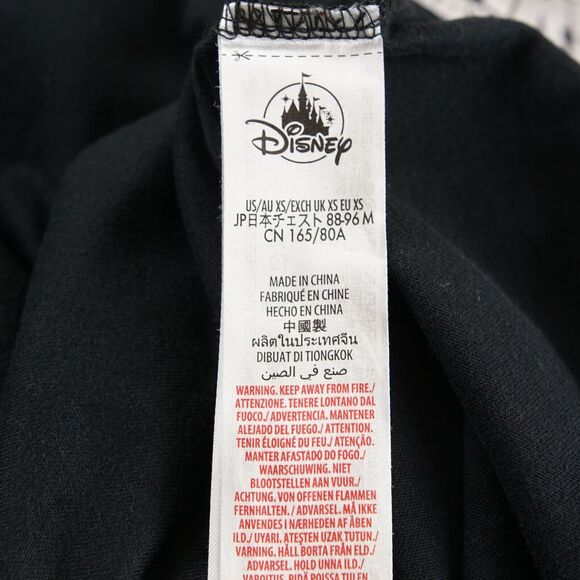 Disney
US/AU XS/EXCH UK XS EU XS
JP日本チェスト 88-96 M
CN 165/80A
MADE IN CHINA
FABRIQUÉ EN CHINE
HECHO EN CHINA
中國製
ผลิตในประเทศจีน
DIBUAT DI TIONGKOK
صنع في الصين
WARNING. KEEP AWAY FROM FIRE./
ATTENZIONE. TENERE LONTANO DAL
FUOCO./ ADVERTENCIA. MANTENER
ALEJADO DEL FUEGO./ ATTENTION.
TENIR ÉLOIGNÉ DU FEU./ ATENÇÃO.
MANTER AFASTADO DO FOGO./
WAARSCHUWING. NIET
BLOOTSTELLEN AAN VUUR./
ACHTUNG. VON OFFENEN FLAMMEN
FERNHALTEN. / ADVARSEL. MÅ IKKE
ANVENDES I NÆRHEDEN AF ÅBEN
ILD./ UYARI. ATEŞTEN UZAK TUTUN./
VARNING. HÅLL BORTA FRÅN ELD./
ADVARSEL. HOLD UNNA ILD./
VAROITUS. PIDÄ POISSA TULEN